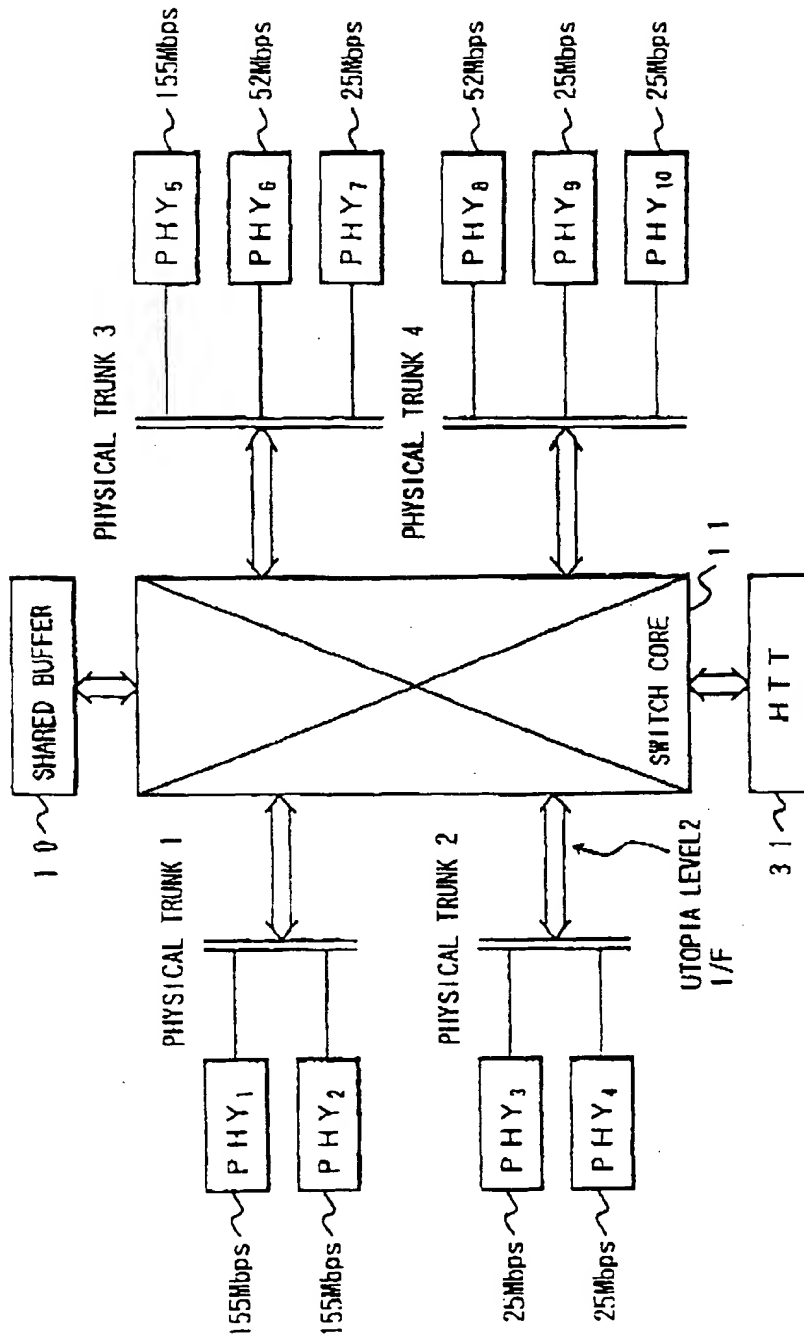 10
SHARED BUFFER
PHYSICAL TRUNK 1
PHY1
155Mbps
PHY2
155Mbps
PHYSICAL TRUNK 2
PHY3
25Mbps
PHY4
25Mbps
UTOPIA LEVEL2
I/F
SWITCH CORE
11
31
HTT
PHYSICAL TRUNK 3
PHY5
155Mbps
PHY6
52Mbps
PHY7
25Mbps
PHYSICAL TRUNK 4
PHY8
52Mbps
PHY9
25Mbps
PHY10
25Mbps